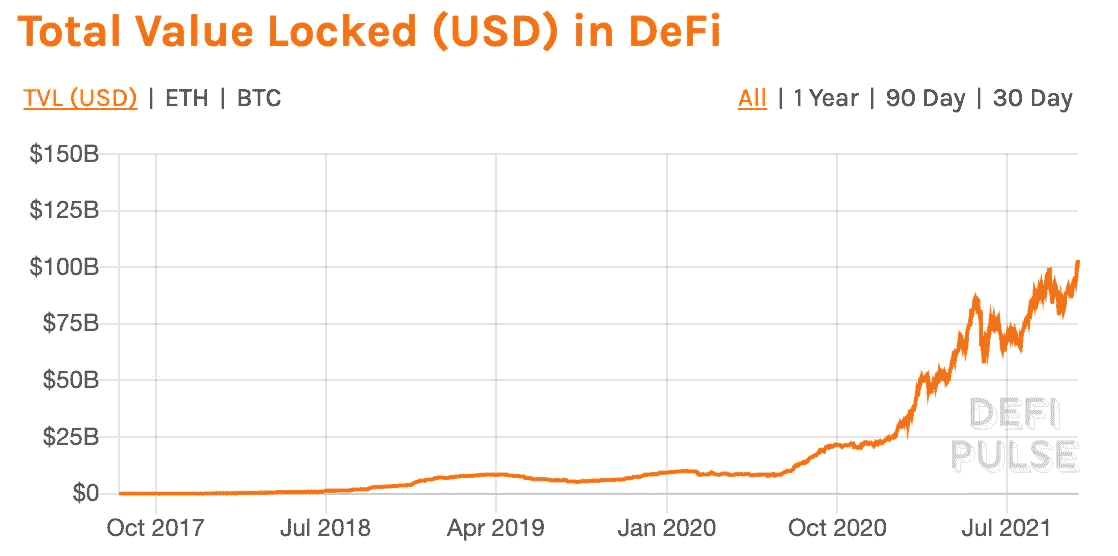 Total Value Locked (USD) in DeFi
TVL (USD) | ETH | BTC
All | 1 Year | 90 Day | 30 Day
$150B
$125B
$100B
$75B
$50B
$25B
$0
DEFI
PULSE
Oct 2017 Jul 2018 Apr 2019 Jan 2020 Oct 2020 Jul 2021